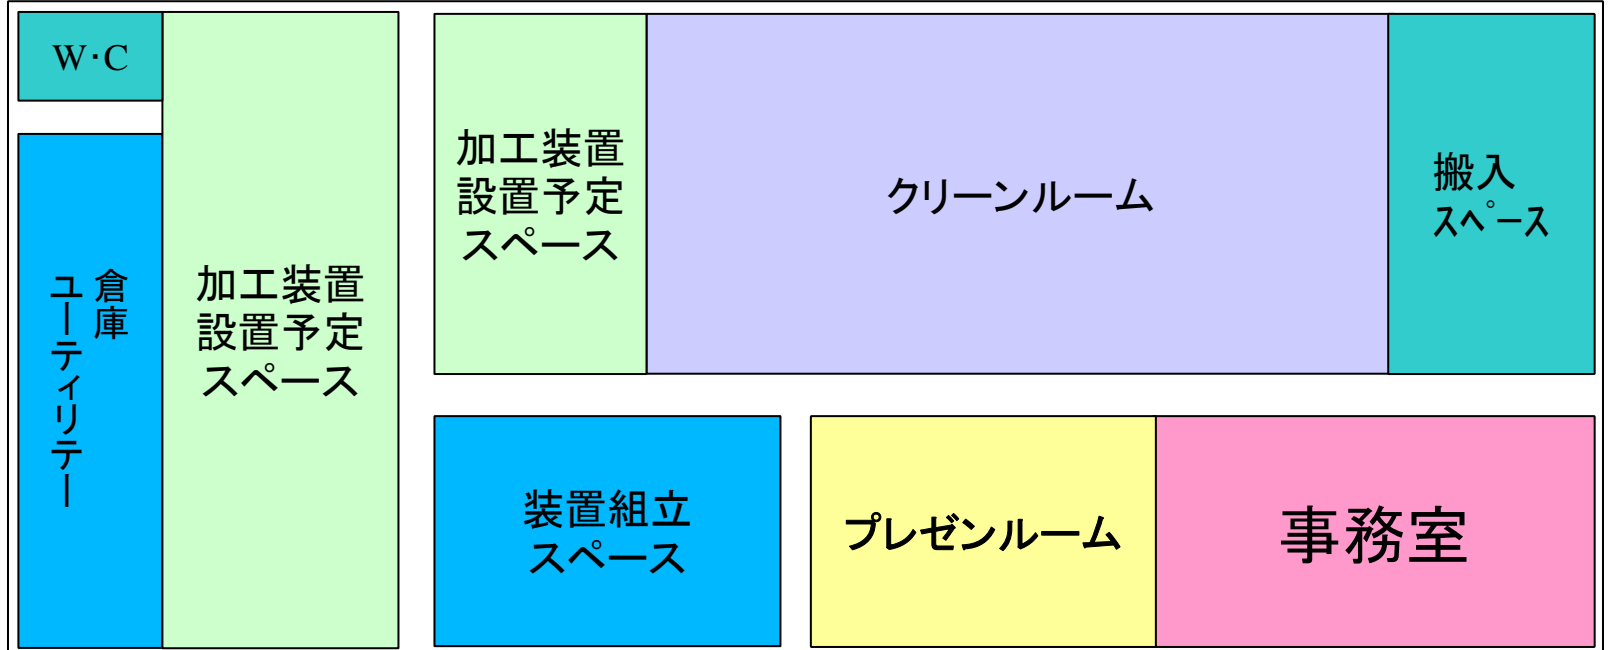 W･C
倉庫
ユーティリテー
加工装置
設置予定
スペース
加工装置
設置予定
スペース
クリーンルーム
搬入
スペース
装置組立
スペース
プレゼンルーム
事務室